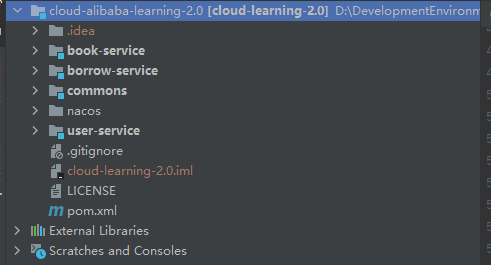 cloud-alibaba-learning-2.0 [cloud-learning-2.0] D:\DevelopmentEnvironm
.idea
book-service
borrow-service
commons
nacos
user-service
.gitignore
cloud-learning-2.0.iml
LICENSE
pom.xml
External Libraries
Scratches and Consoles